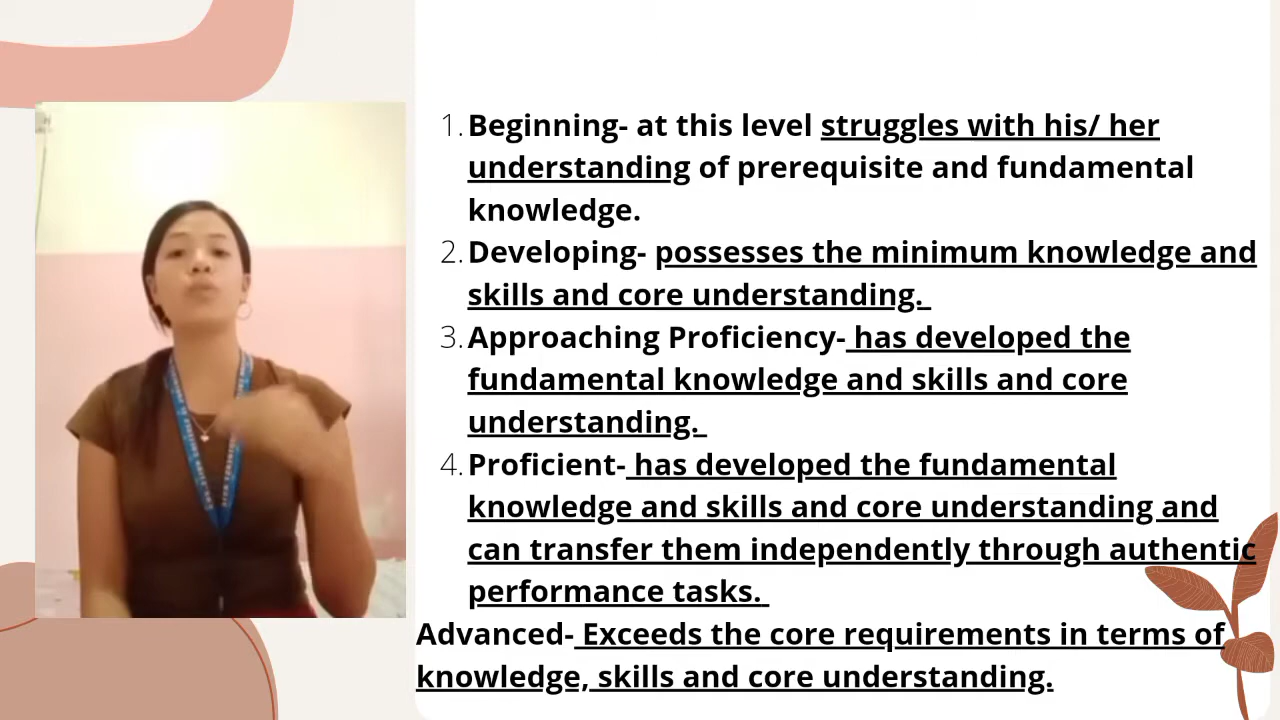 1. Beginning- at this level struggles with his/ her
understanding of prerequisite and fundamental
knowledge.
2. Developing- possesses the minimum knowledge and
skills and core understanding.
3. Approaching Proficiency- has developed the
fundamental knowledge and skills and core
understanding.
4. Proficient- has developed the fundamental
knowledge and skills and core understanding and
can transfer them independently through authentic
performance tasks.
Advanced- Exceeds the core requirements in terms of
knowledge, skills and core understanding.